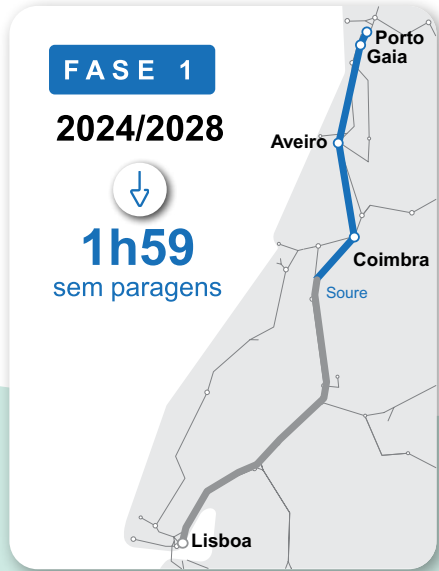 FASE 1
2024/2028
1h59
sem paragens
Porto
Gaia
Aveiro
Coimbra
Soure
Lisboa